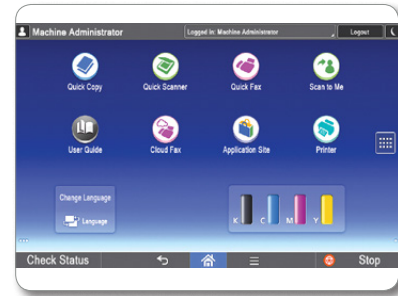 Machine Administrator
Logged in: Machine Administrator
Logout
Quick Copy
Quick Scanner
Quick Fax
Scan to Me
User Guide
Cloud Fax
Application Site
Printer
Change Language
Language
K C M Y
Check Status
Stop